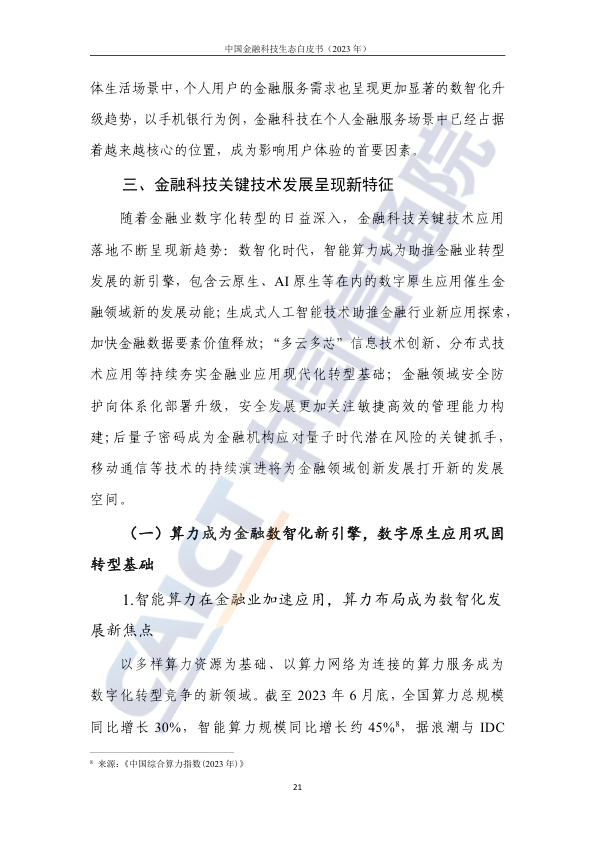 中国金融科技生态白皮书（2023 年）
体生活场景中，个人用户的金融服务需求也呈现更加显著的数智化升
级趋势，以手机银行为例，金融科技在个人金融服务场景中已经占据
着越来越核心的位置，成为影响用户体验的首要因素。
三、金融科技关键技术发展呈现新特征
随着金融业数字化转型的日益深入，金融科技关键技术应用
落地不断呈现新趋势：数智化时代，智能算力成为助推金融业转型
发展的新引擎，包含云原生、AI 原生等在内的数字原生应用催生金
融领域新的发展动能；生成式人工智能技术助推金融行业新应用探索，
加快金融数据要素价值释放；“多云多芯”信息技术创新、分布式技
术应用等持续夯实金融业应用现代化转型基础；金融领域安全防
护向体系化部署升级，安全发展更加关注敏捷高效的管理能力构
建；后量子密码成为金融机构应对量子时代潜在风险的关键抓手，
移动通信等技术的持续演进将为金融领域创新发展打开新的发展
空间。
（一）算力成为金融数智化新引擎，数字原生应用巩固
转型基础
1.智能算力在金融业加速应用，算力布局成为数智化发
展新焦点
以多样算力资源为基础、以算力网络为连接的算力服务成为
数字化转型竞争的新领域。截至 2023 年 6 月底，全国算力总规模
同比增长 30%，智能算力规模同比增长约 45%⁸，据浪潮与 IDC
⁸ 来源：《中国综合算力指数(2023 年)》
21
CAICT 中国信通院